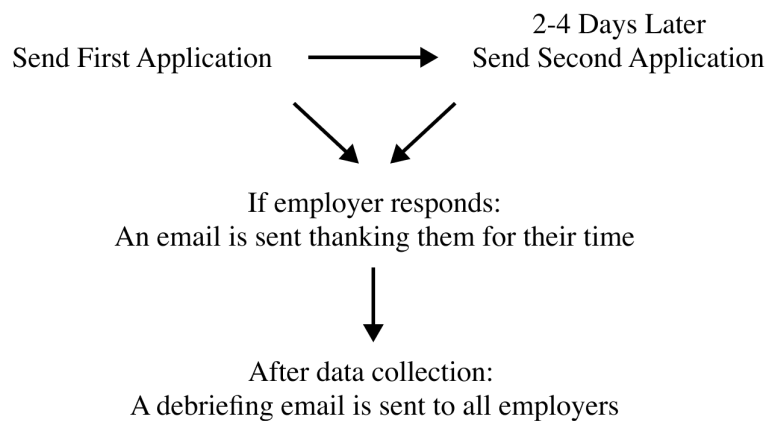 Send First Application
2-4 Days Later
Send Second Application
If employer responds:
An email is sent thanking them for their time
After data collection:
A debriefing email is sent to all employers